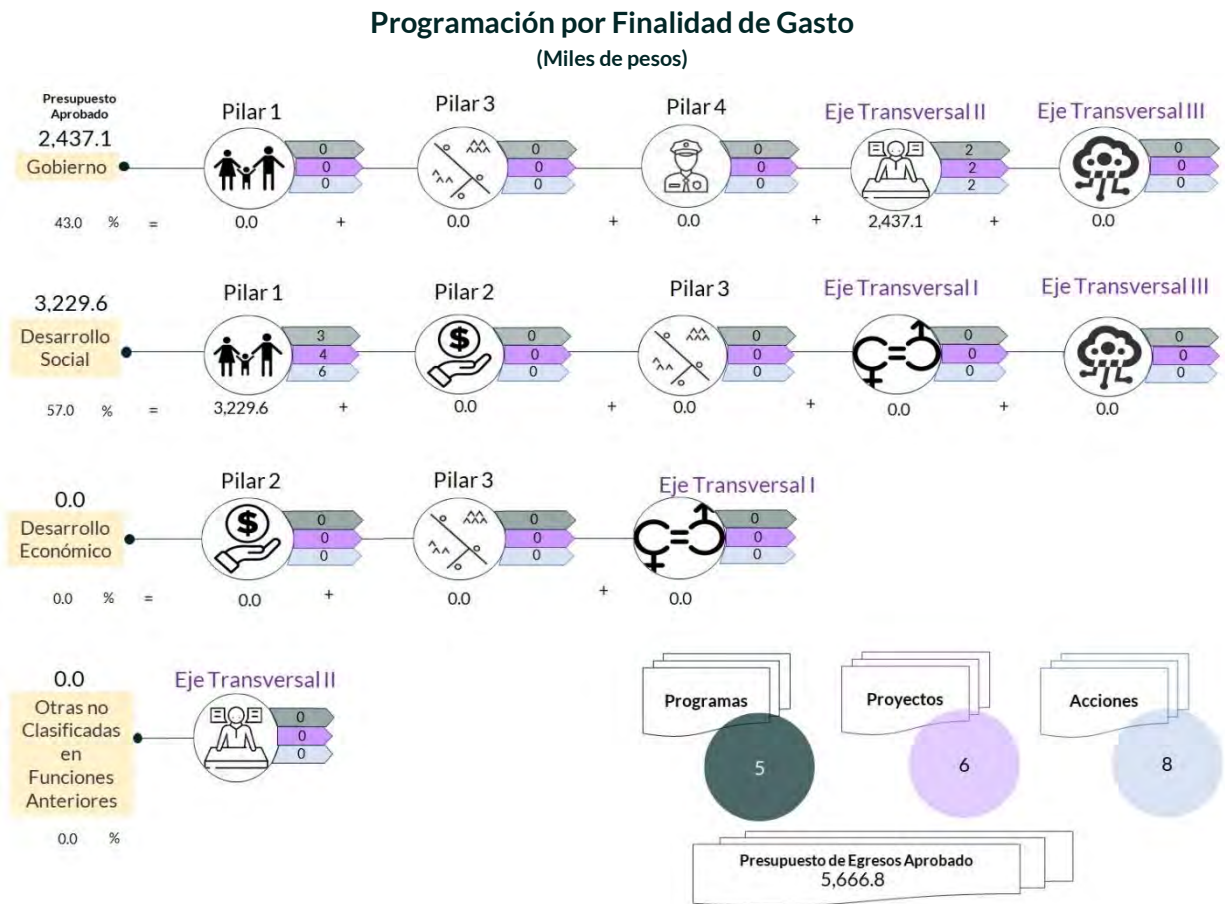 Programación por Finalidad de Gasto
(Miles de pesos)
Presupuesto
Aprobado
2,437.1
Gobierno
43.0 % =
Pilar 1
0
0
0
0.0 +
Pilar 3
0
0
0
0.0 +
Pilar 4
0
0
0
0.0 +
Eje Transversal II
2
2
2
2,437.1 +
Eje Transversal III
0
0
0
0.0
3,229.6
Desarrollo
Social
57.0 % =
Pilar 1
3
4
6
3,229.6 +
Pilar 2
$
0
0
0
0.0 +
Pilar 3
0
0
0
0.0 +
Eje Transversal I
0
0
0
0.0 +
Eje Transversal III
0
0
0
0.0
0.0
Desarrollo
Económico
0.0 % =
Pilar 2
$
0
0
0
0.0 +
Pilar 3
0
0
0
0.0 +
Eje Transversal I
0
0
0
0.0
0.0
Otras no
Clasificadas
en
Funciones
Anteriores
0.0 %
Eje Transversal II
0
0
0
Programas
5
Proyectos
6
Acciones
8
Presupuesto de Egresos Aprobado
5,666.8